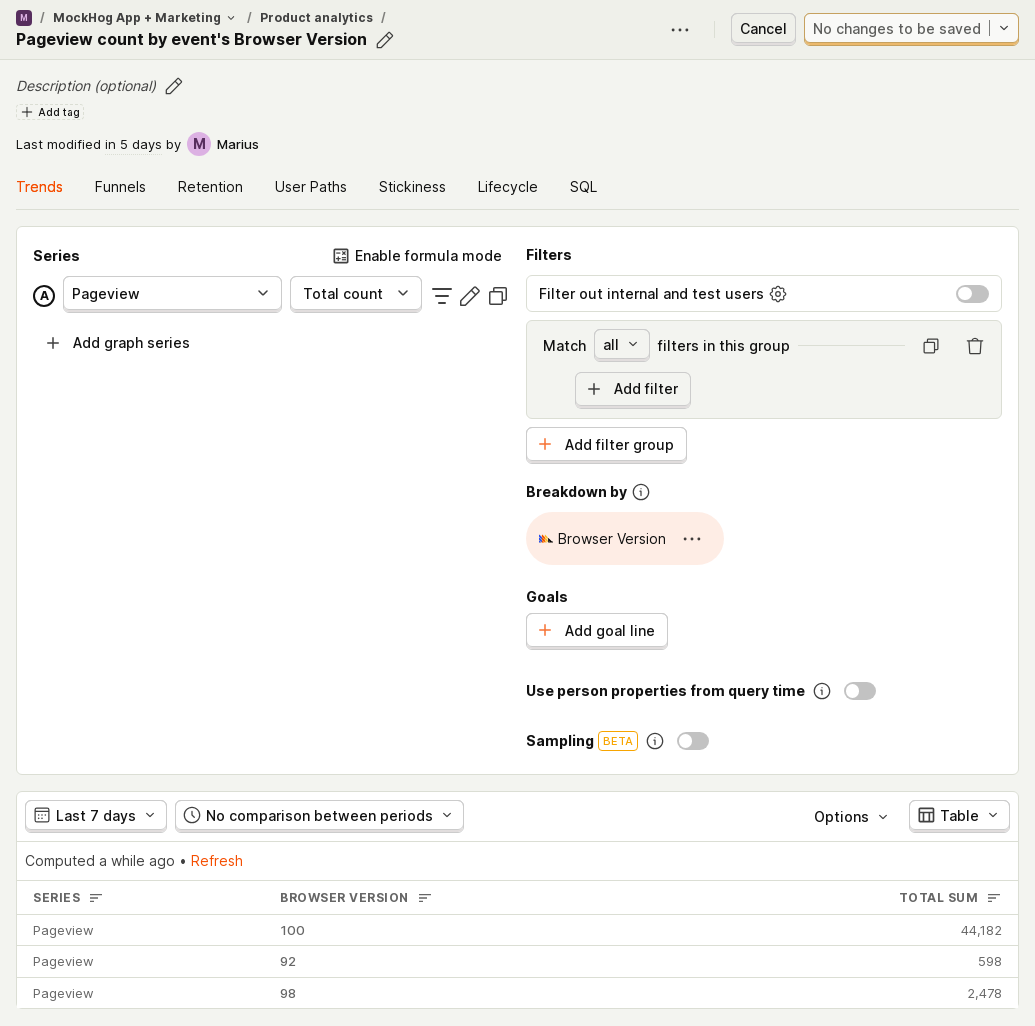 M / MockHog App + Marketing / Product analytics /
Pageview count by event's Browser Version
Cancel
No changes to be saved
Description (optional)
Add tag
Last modified in 5 days by M Marius
Trends Funnels Retention User Paths Stickiness Lifecycle SQL
Series
Enable formula mode
A Pageview Total count
Add graph series
Filters
Filter out internal and test users
Match all filters in this group
Add filter
Add filter group
Breakdown by
Browser Version
Goals
Add goal line
Use person properties from query time
Sampling BETA
Last 7 days No comparison between periods Options Table
Computed a while ago • Refresh
SERIES BROWSER VERSION TOTAL SUM
Pageview 100 44,182
Pageview 92 598
Pageview 98 2,478